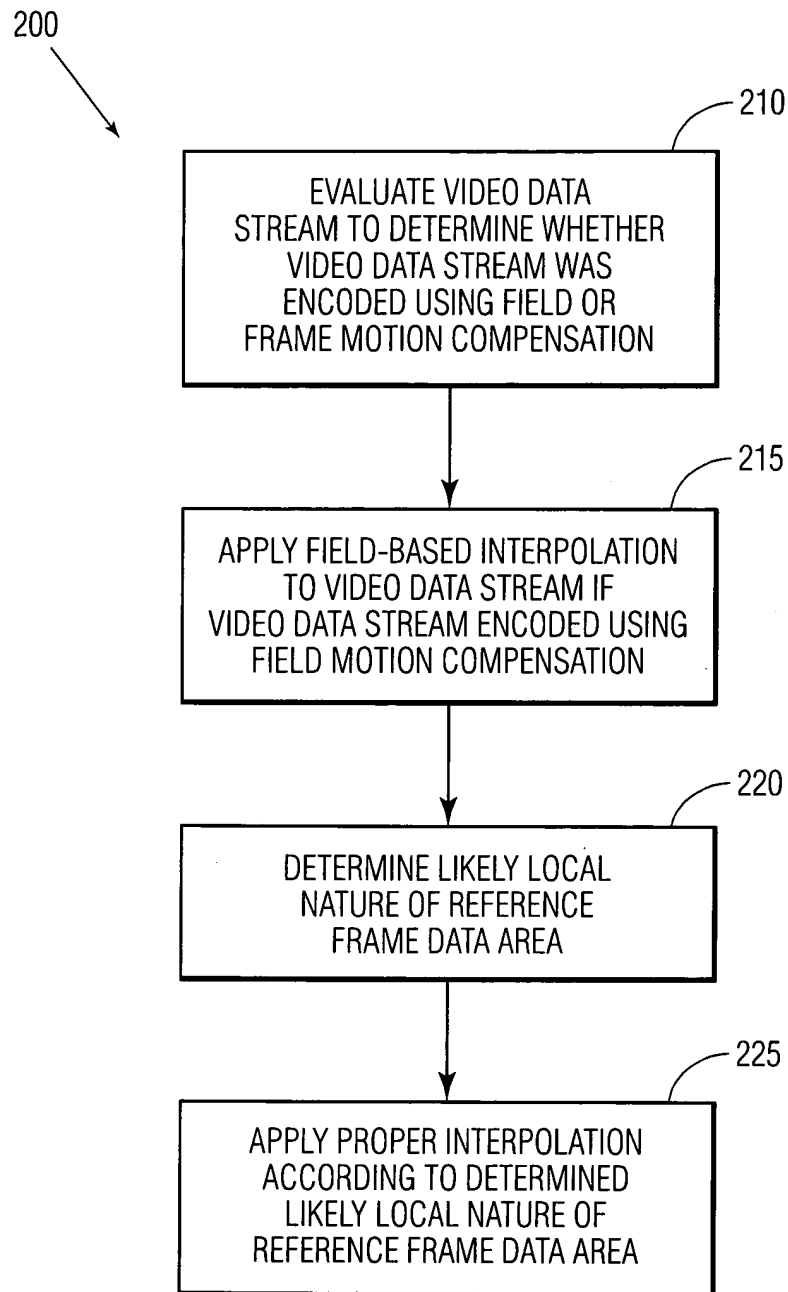 200
210
EVALUATE VIDEO DATA
STREAM TO DETERMINE WHETHER
VIDEO DATA STREAM WAS
ENCODED USING FIELD OR
FRAME MOTION COMPENSATION
215
APPLY FIELD-BASED INTERPOLATION
TO VIDEO DATA STREAM IF
VIDEO DATA STREAM ENCODED USING
FIELD MOTION COMPENSATION
220
DETERMINE LIKELY LOCAL
NATURE OF REFERENCE
FRAME DATA AREA
225
APPLY PROPER INTERPOLATION
ACCORDING TO DETERMINED
LIKELY LOCAL NATURE OF
REFERENCE FRAME DATA AREA